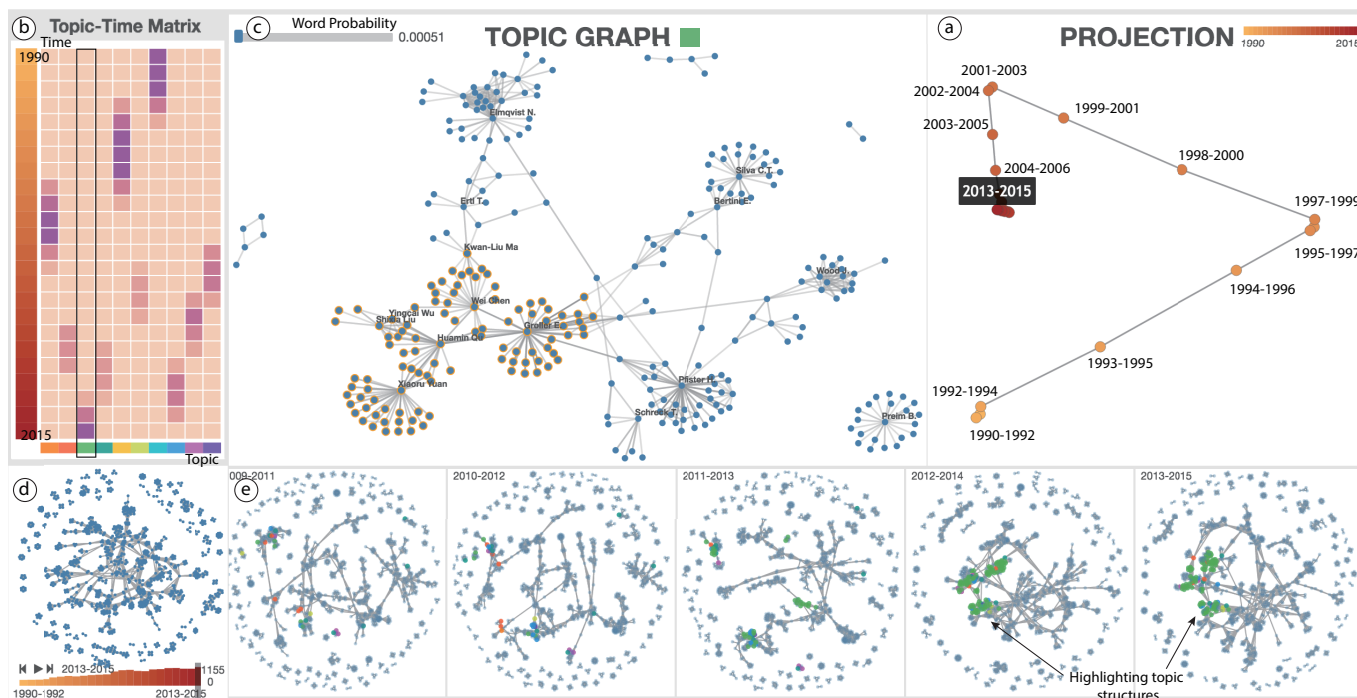 b
Topic-Time Matrix
Time
1990
2015
Topic
c
Word Probability
0.00051
TOPIC GRAPH
Elmqvist N.
Silva C.T.
Bertini E.
Ertl T.
Kwan-Liu Ma
Wood J.
Wei Chen
Yingcai Wu
Shixia Liu
Groller E.
Huamin Qu
Xiaoru Yuan
Pfister H.
Schreck T.
Preim B.
a
PROJECTION
1990
2015
2001-2003
2002-2004
1999-2001
2003-2005
1998-2000
2004-2006
2013-2015
1997-1999
1995-1997
1994-1996
1993-1995
1992-1994
1990-1992
d
2013-2015
1155
0
1990-1992
2013-2015
e
009-2011
2010-2012
2011-2013
2012-2014
2013-2015
Highlighting topic
structures